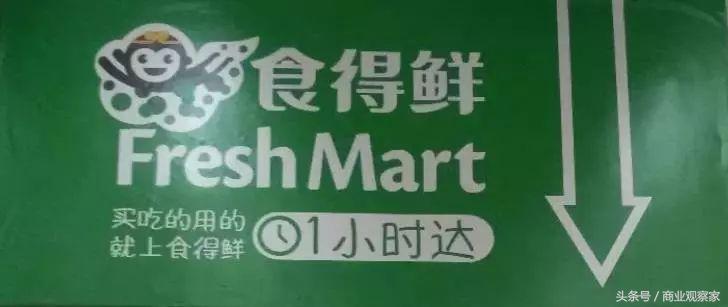 食得鲜
Fresh Mart
买吃的用的
就上食得鲜
1小时达
头条号/商业观察家